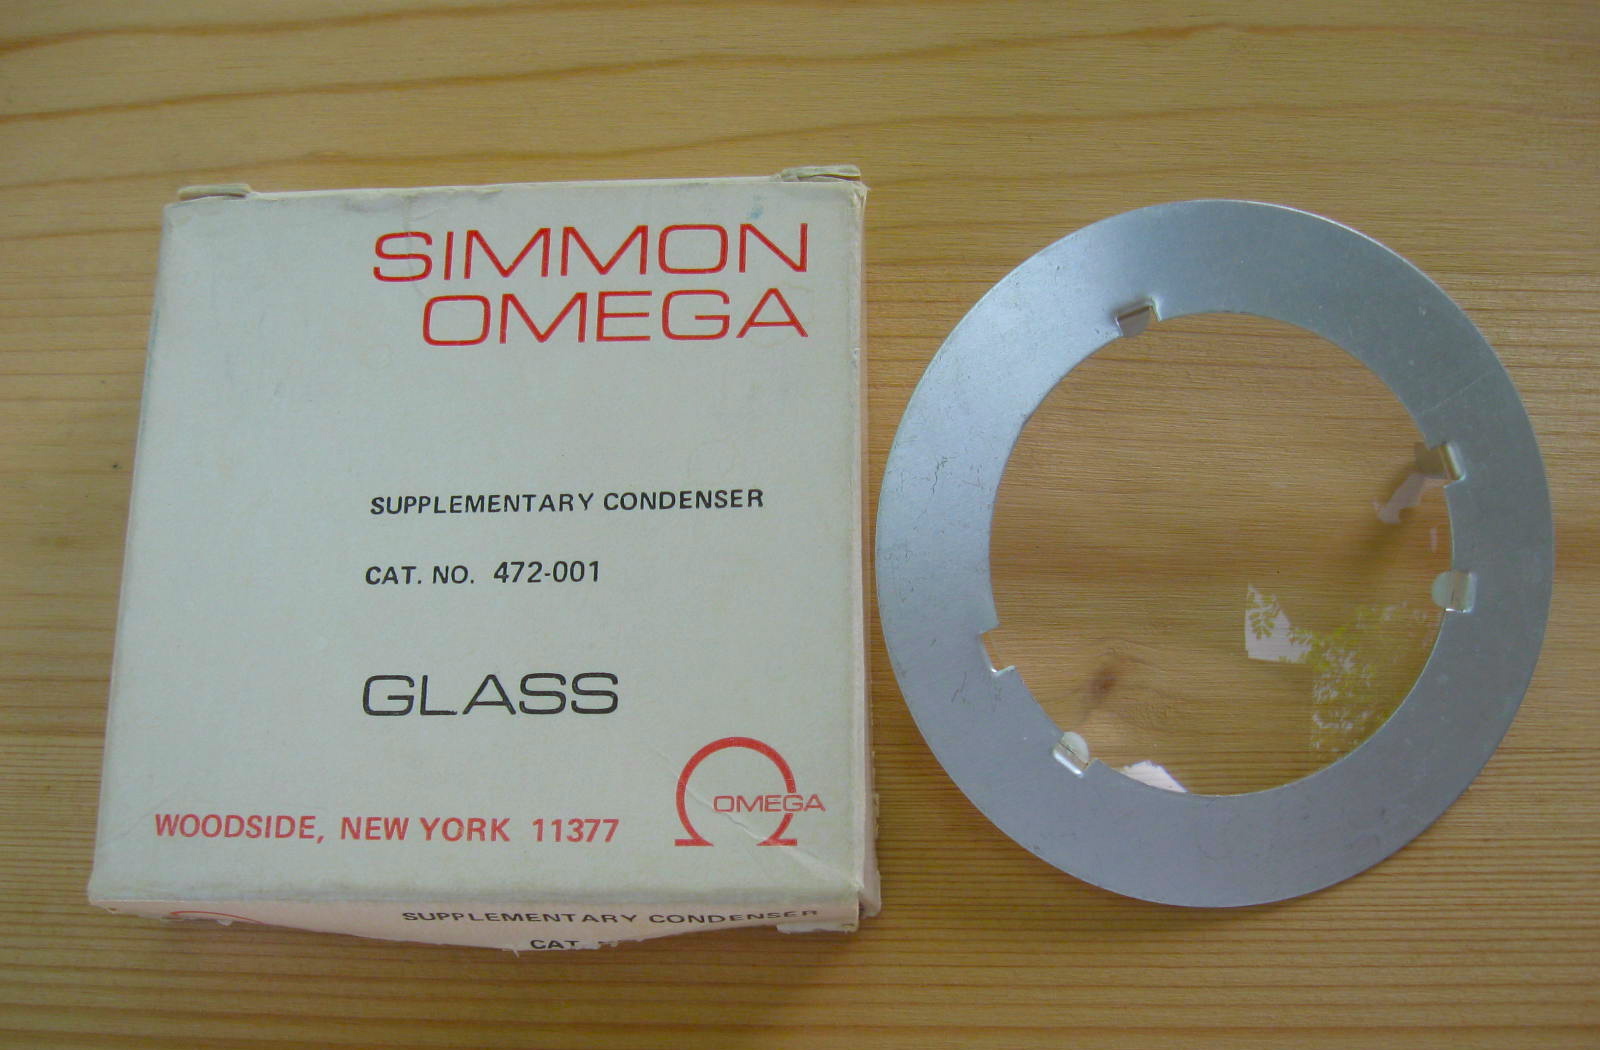 SIMMON
OMEGA
SUPPLEMENTARY CONDENSER
CAT. NO. 472-001
GLASS
OMEGA
WOODSIDE, NEW YORK 11377
SUPPLEMENTARY CONDENSER
CAT